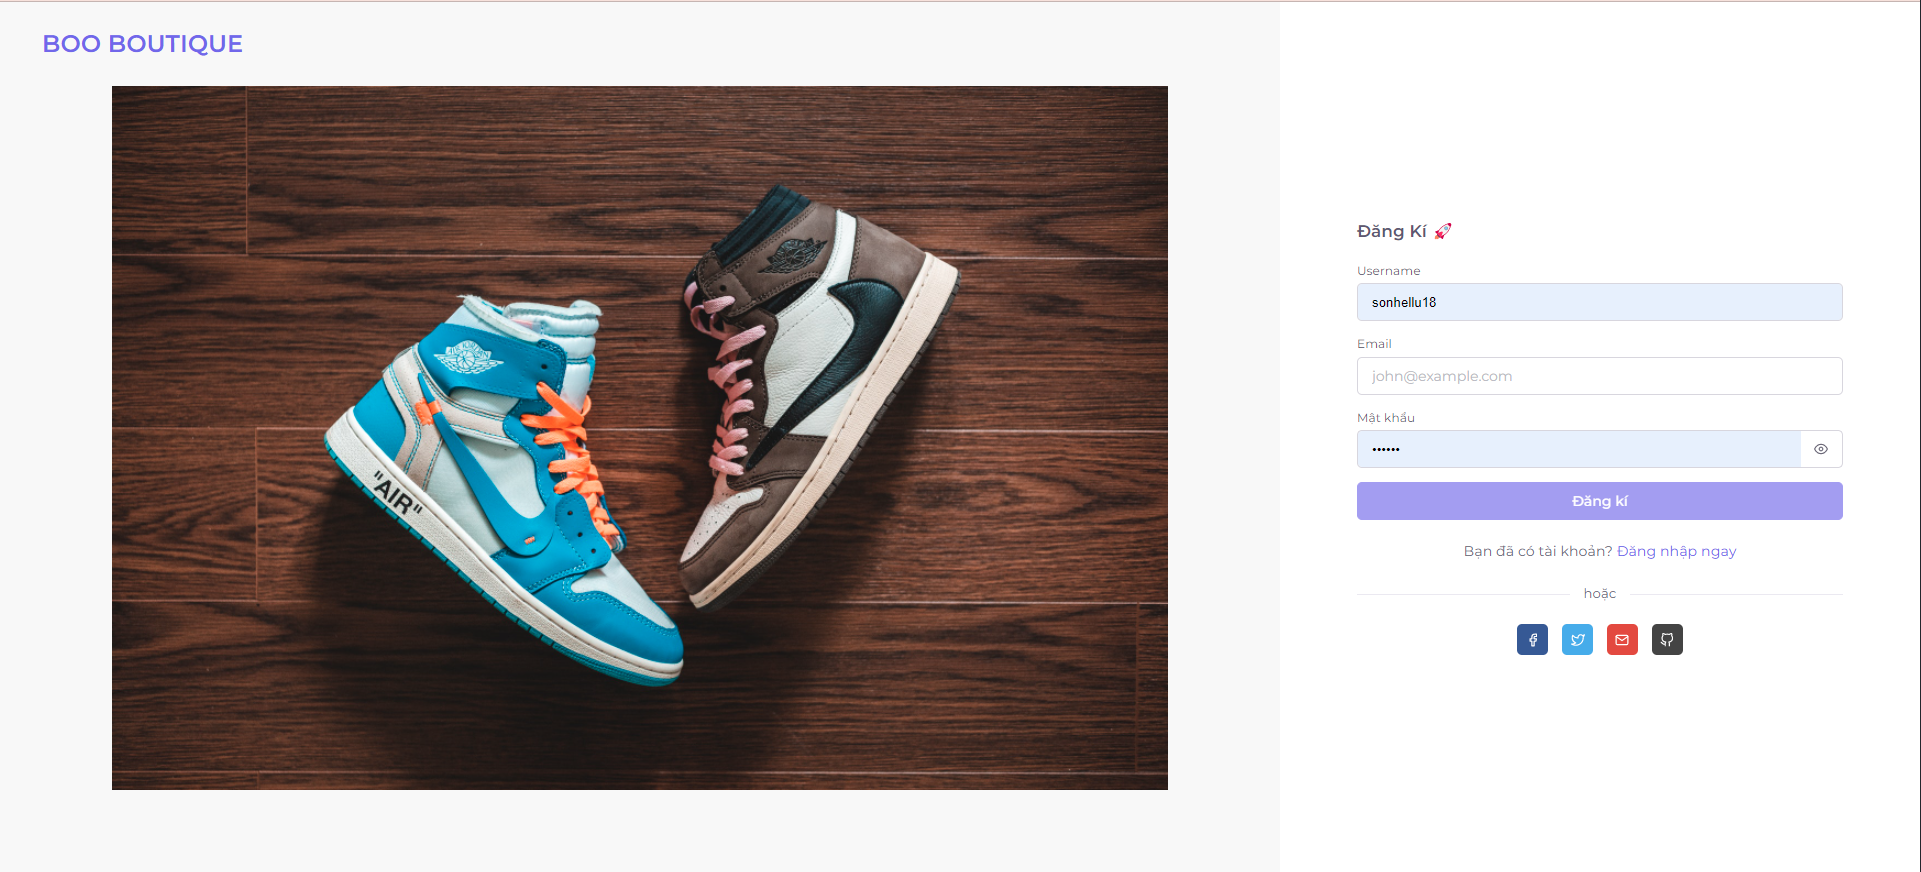 BOO BOUTIQUE
"AIR"
Đăng Kí 🚀
Username
sonhellu18
Email
john@example.com
Mật khẩu
••••••
Đăng kí
Bạn đã có tài khoản? Đăng nhập ngay
hoặc